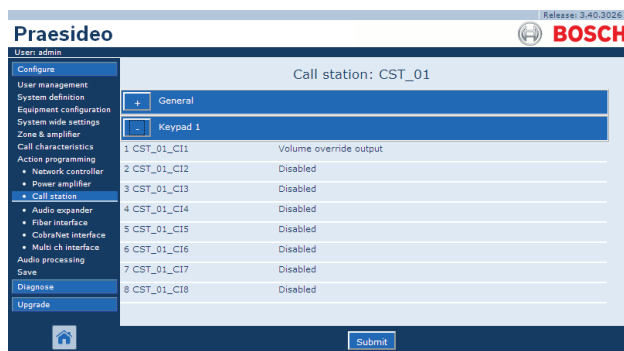 Release: 3.40.3026
Praesideo
BOSCH
User: admin
Configure
User management
System definition
Equipment configuration
System wide settings
Zone & amplifier
Call characteristics
Action programming
• Network controller
• Power amplifier
• Call station
• Audio expander
• Fiber interface
• CobraNet interface
• Multi ch interface
Audio processing
Save
Diagnose
Upgrade
Call station: CST_01
+ General
- Keypad 1
1 CST_01_CI1 Volume override output
2 CST_01_CI2 Disabled
3 CST_01_CI3 Disabled
4 CST_01_CI4 Disabled
5 CST_01_CI5 Disabled
6 CST_01_CI6 Disabled
7 CST_01_CI7 Disabled
8 CST_01_CI8 Disabled
Submit